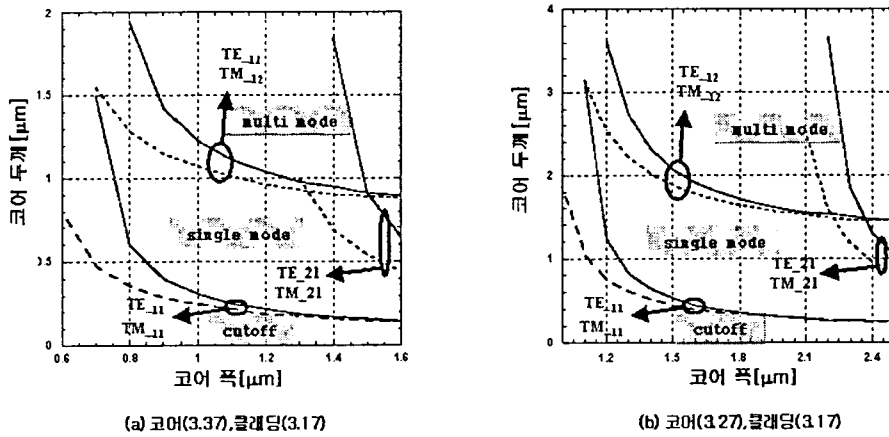 2
1.5
1
0.5
0
0.6
0.8
1
1.2
1.4
1.6
코어 두께 [μm]
코어 폭[μm]
TE_11
TM_12
multi mode
single mode
TE_21
TM_21
TE_11
TM_11
cutoff
(a) 코어(3.37),클래딩(3.17)
4
3
2
1
0
1.2
1.5
1.8
2.1
2.4
코어 두께 [μm]
코어 폭[μm]
TE_12
TM_12
multi mode
single mode
TE_21
TM_21
TE_11
TM_11
cutoff
(b) 코어(3.27),클래딩(3.17)